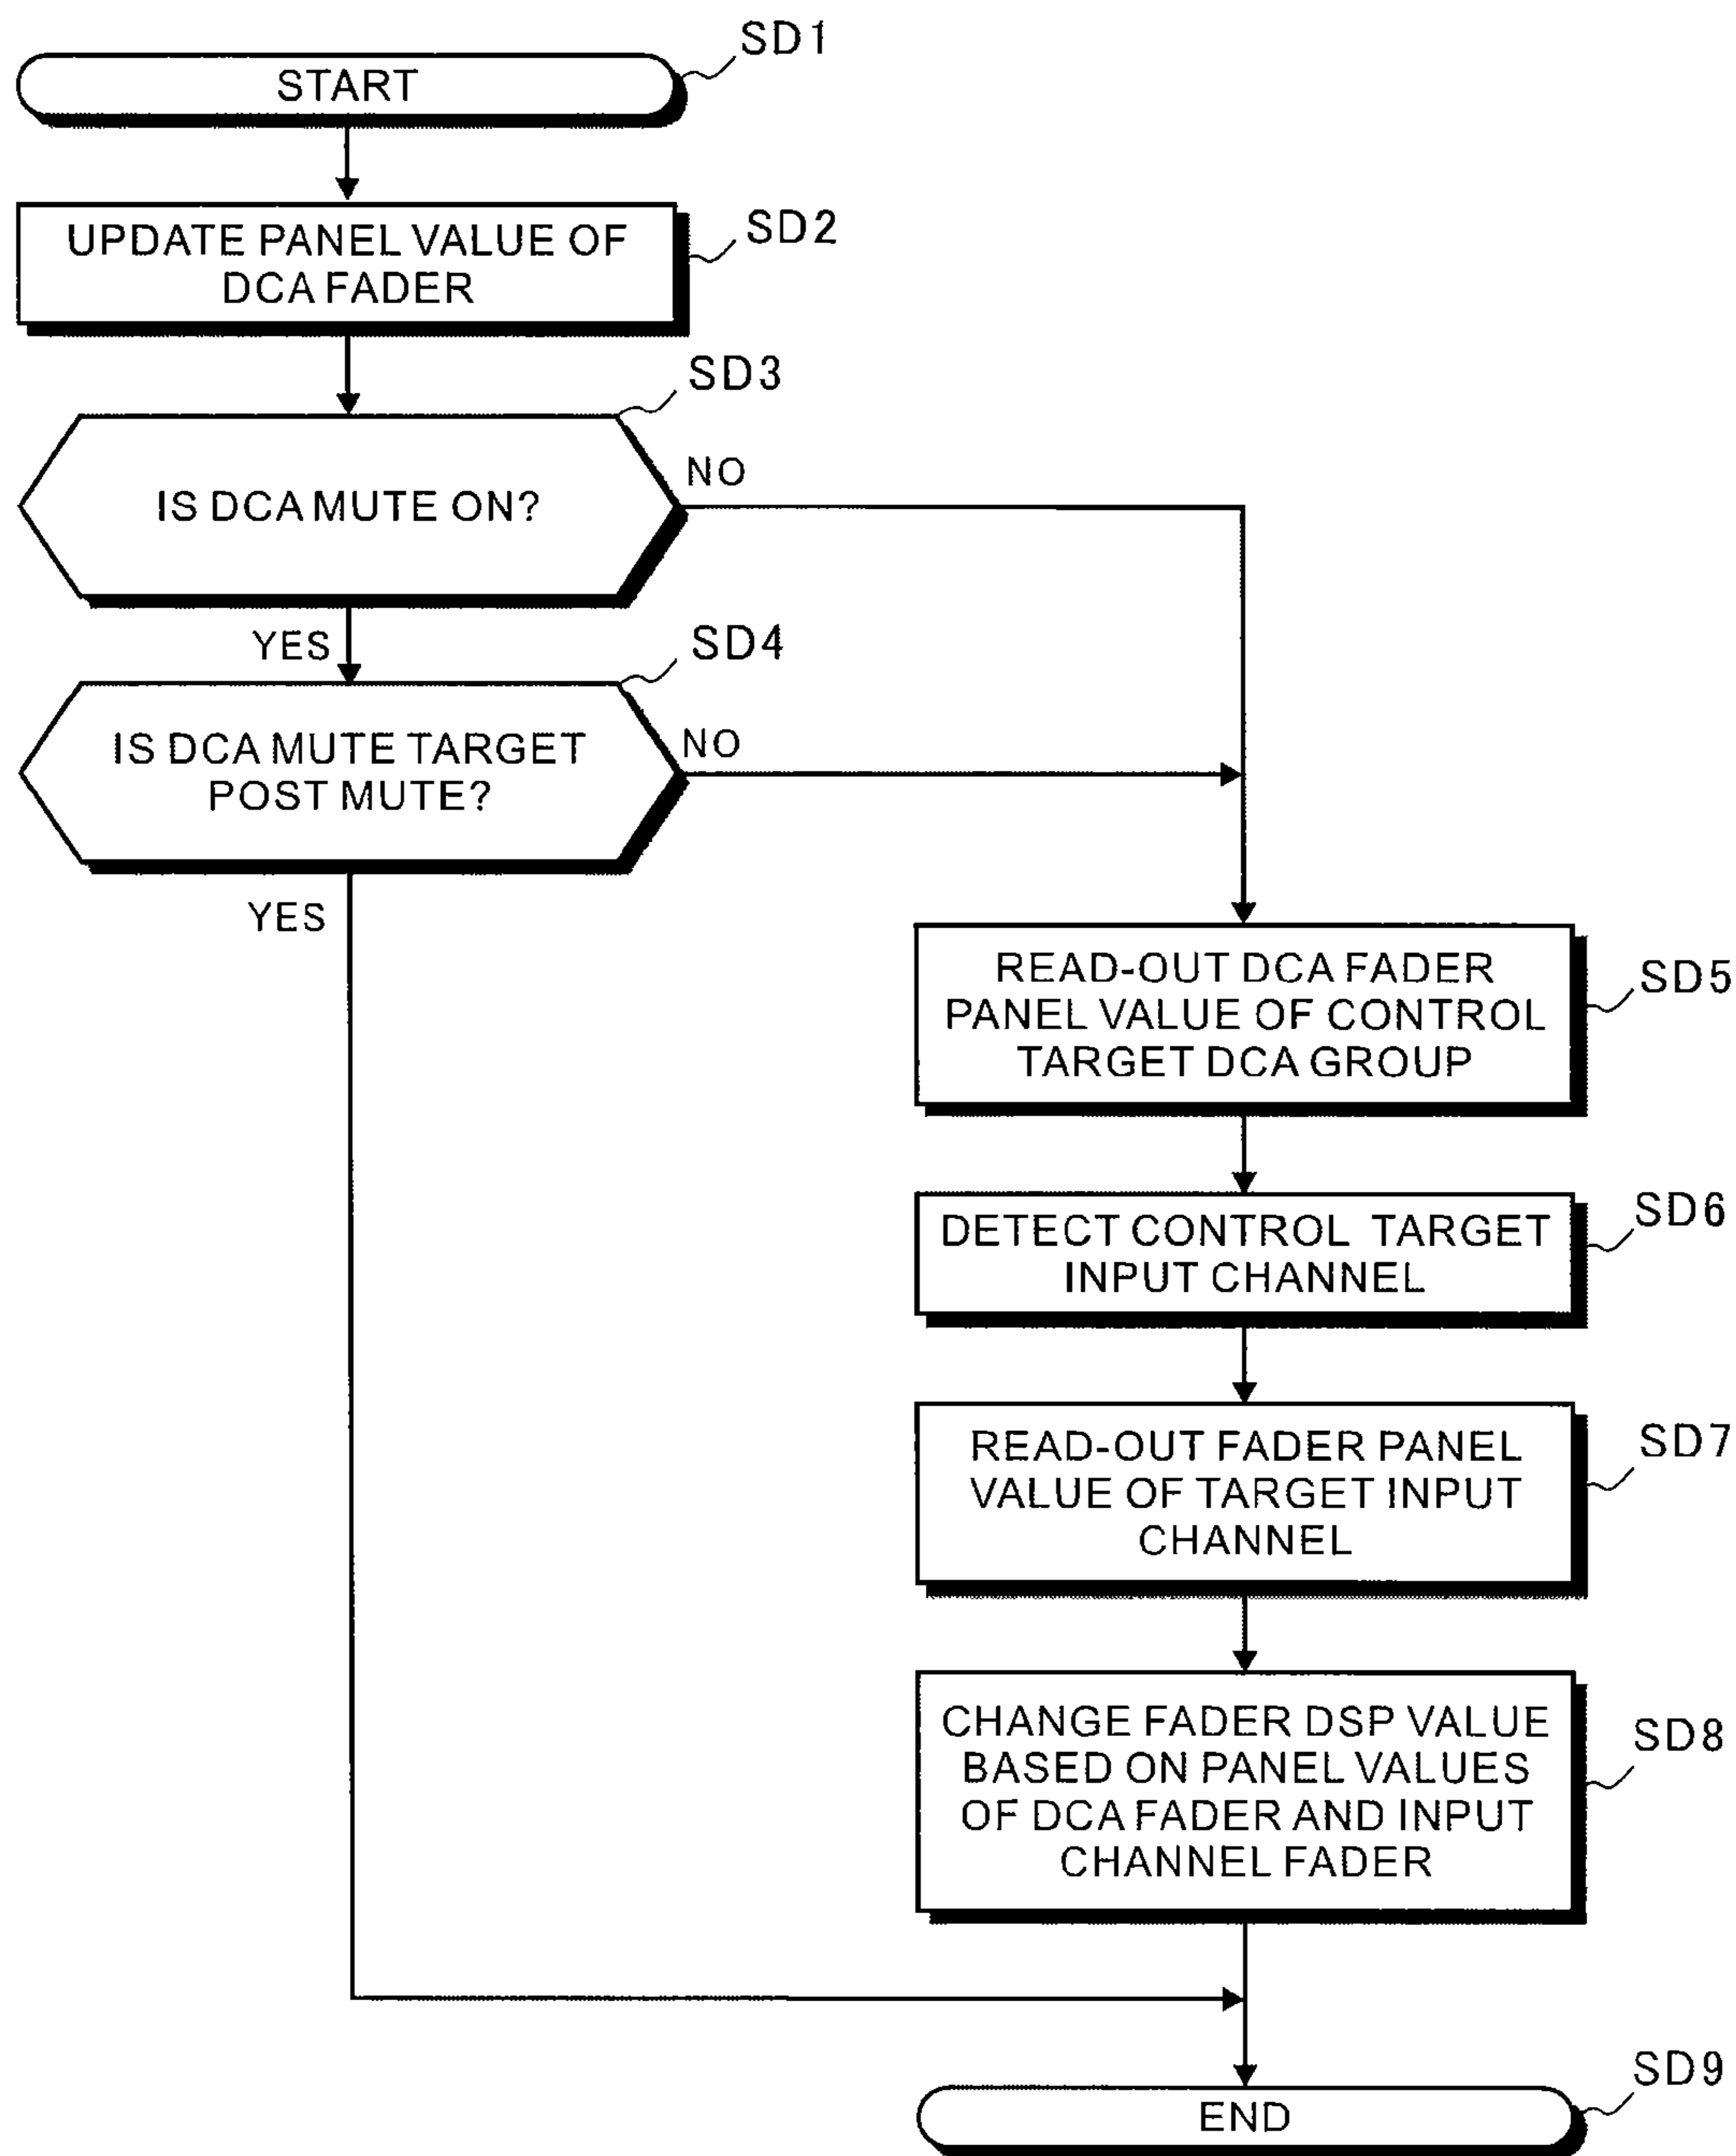 SD1
START
SD2
UPDATE PANEL VALUE OF
DCA FADER
SD3
IS DCA MUTE ON?
NO
YES
SD4
IS DCA MUTE TARGET
POST MUTE?
NO
YES
SD5
READ-OUT DCA FADER
PANEL VALUE OF CONTROL
TARGET DCA GROUP
SD6
DETECT CONTROL TARGET
INPUT CHANNEL
SD7
READ-OUT FADER PANEL
VALUE OF TARGET INPUT
CHANNEL
SD8
CHANGE FADER DSP VALUE
BASED ON PANEL VALUES
OF DCA FADER AND INPUT
CHANNEL FADER
SD9
END